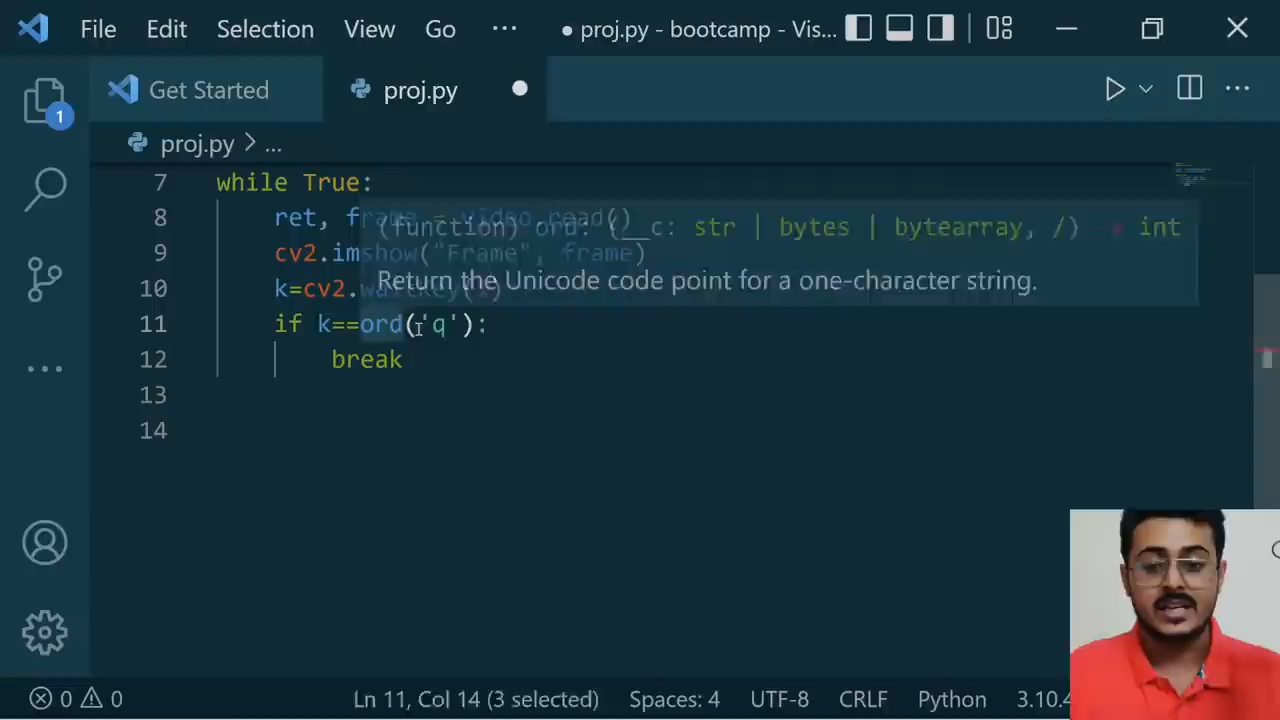 File Edit Selection View Go ... ● proj.py - bootcamp - Vis...
Get Started proj.py
proj.py > ...
7 while True:
8 ret, frame = video.read()
(function) ord: (__c: str | bytes | bytearray, /) -> int
9 cv2.imshow("Frame", frame)
Return the Unicode code point for a one-character string.
10 k=cv2.waitKey(1)
11 if k==ord('q'):
12 break
13
14
1
0 0 Ln 11, Col 14 (3 selected) Spaces: 4 UTF-8 CRLF Python 3.10.4